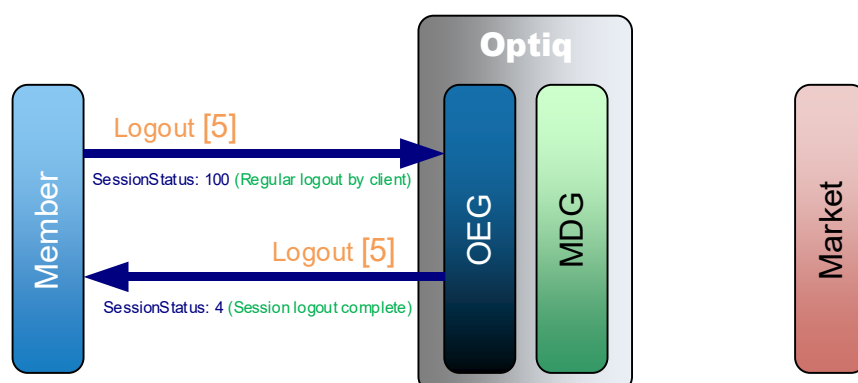 Optiq
Logout [5]
SessionStatus: 100 (Regular logout by client)
Member
OEG
MDG
Market
Logout [5]
SessionStatus: 4 (Session logout complete)